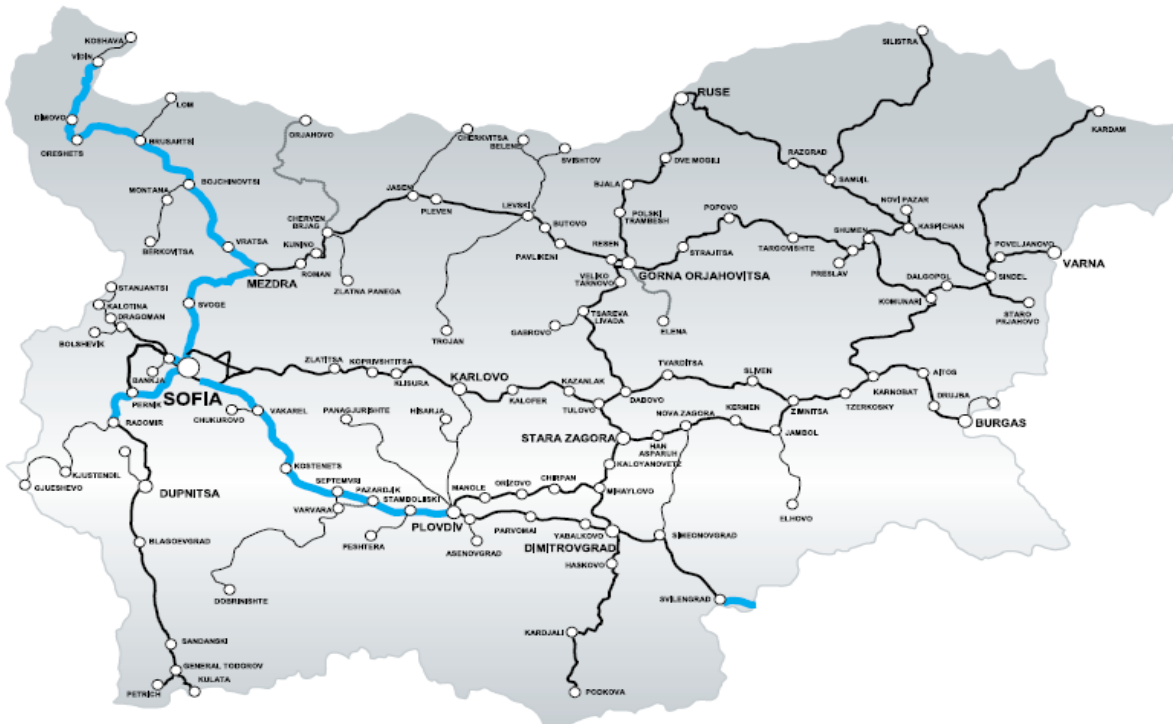 KOSHAVA
VIDIN
SILISTRA
LOM
RUSE
DIMOVO
ORJAHOVO
CHERKVITSA
BELENE
KARDAM
ORESHETS
BRUSARTSI
SVISHTOV
DVE MOGILI
RAZGRAD
SAMUIL
BOJCHINOVTSI
MONTANA
JASENI
PLEVEN
BJALA
NOVI PAZAR
LEVSKI
POLSKI
TRAMBESH
POPOVO
CHERVEN
BRJAG
BUTOVO
SHUMEN
KASPICHAN
BERKOVITSA
VRATSA
KUNINO
RESEN
STRAJITSA
TARGOVISHTE
POVELJANOVO
VARNA
ROMAN
PAVLIKENI
GORNA ORJAHOVITSA
PRESLAV
MEZDRA
ZLATNA PANEGA
VELIKO
TARNOVO
DALGOPOL
SINDEL
STANJANTSI
KALOTINA
DRAGOMAN
SVOGE
KOMUNARI
STARO
PRJAHOVO
TSAREVA
LIVADA
BOLSHEVIK
TROJAN
GABROVO
ELENA
BANKJA
SOFIA
ZLATITSA
KOPRIVSHTITSA
KLISURA
KARLOVO
TVARDITSA
SLIVEN
AITOS
PERNIK
KALOFER
KAZANLAK
TULOVO
DABOVO
KARNOBAT
DRUJBA
RADOMIR
CHUKUROVO
VAKAREL
PANAGJURISHTE
HISARJA
NOVA ZAGORA
KERMEN
ZIMNITSA
TZERKOSKY
BURGAS
STARA ZAGORA
HAN
ASPARUH
JAMBOL
KJUSTENDIL
GJUESHEVO
KOSTENETS
KALOYANOVETZ
DUPNITSA
SEPTEMVRI
PAZARDJIK
MANOLE
ORIZOVO
CHIRPAN
MIHAYLOVO
VARVARA
STAMBOLIISKI
PLOVDIV
ELHOVO
PESHTERA
ASENOVGRAD
PARVOMAI
YABALKOVO
DIMITROVGRAD
SIMEONOVGRAD
BLAGOEVGRAD
HASKOVO
DOBRINISHTE
SVILENGRAD
KARDJALI
SANDANSKI
GENERAL TODOROV
PETRICH
KULATA
PODKOVA